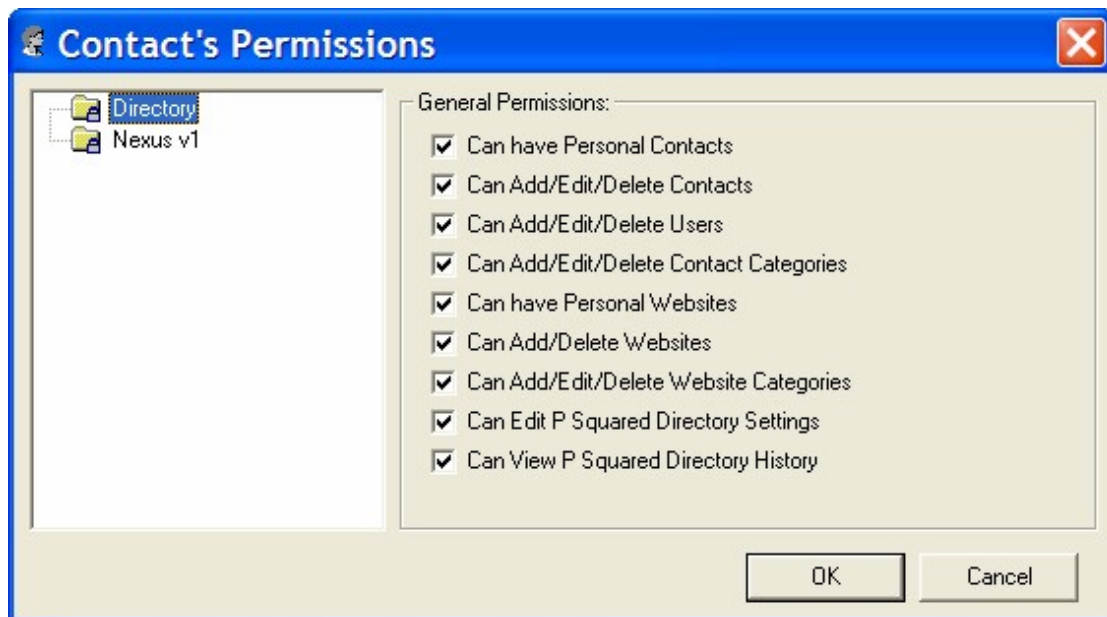 Contact's Permissions
Directory
Nexus v1
General Permissions:
Can have Personal Contacts
Can Add/Edit/Delete Contacts
Can Add/Edit/Delete Users
Can Add/Edit/Delete Contact Categories
Can have Personal Websites
Can Add/Delete Websites
Can Add/Edit/Delete Website Categories
Can Edit P Squared Directory Settings
Can View P Squared Directory History
OK
Cancel